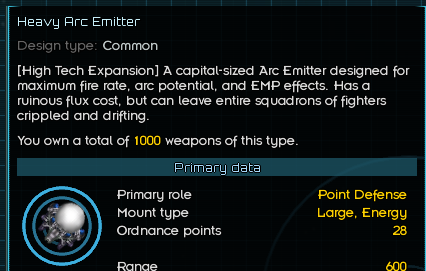 Heavy Arc Emitter
Design type: Common
[High Tech Expansion] A capital-sized Arc Emitter designed for
maximum fire rate, arc potential, and EMP effects. Has a
ruinous flux cost, but can leave entire squadrons of fighters
crippled and drifting.
You own a total of 1000 weapons of this type.
Primary data
Primary role Point Defense
Mount type Large, Energy
Ordnance points 28
Range 600